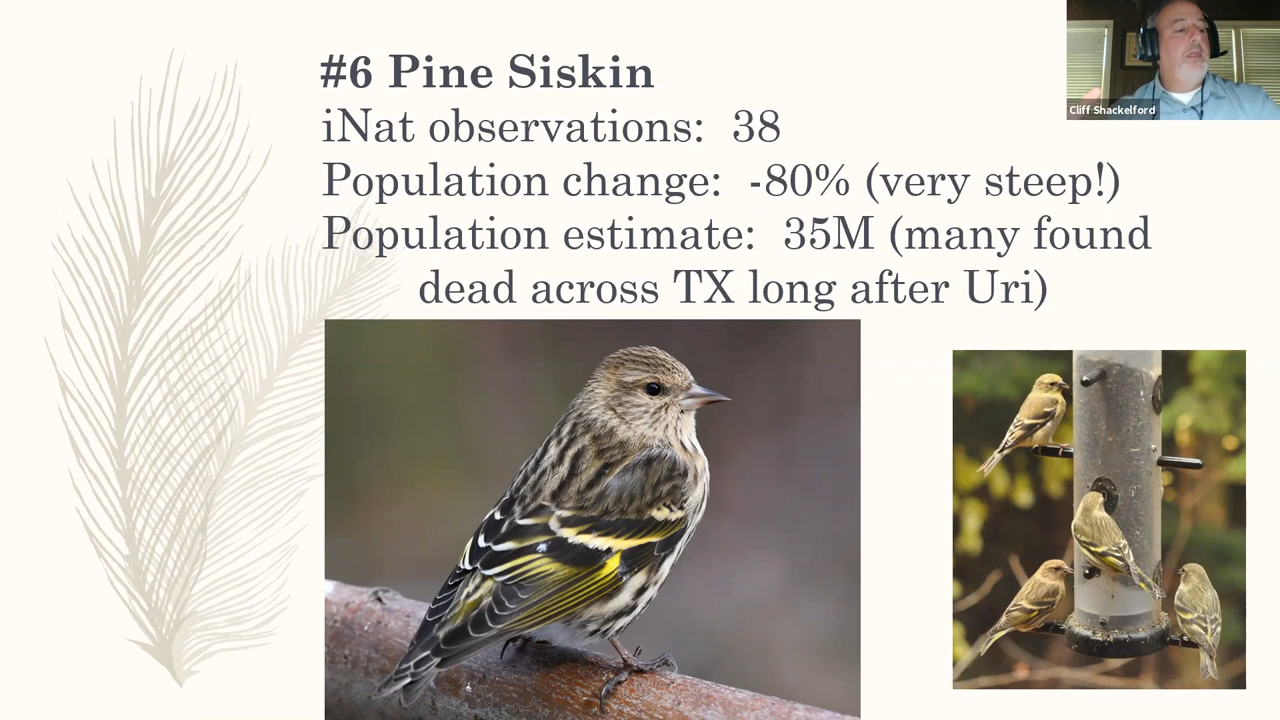 #6 Pine Siskin
iNat observations:  38
Population change:  -80% (very steep!)
Population estimate:  35M (many found
dead across TX long after Uri)
Cliff Shackelford